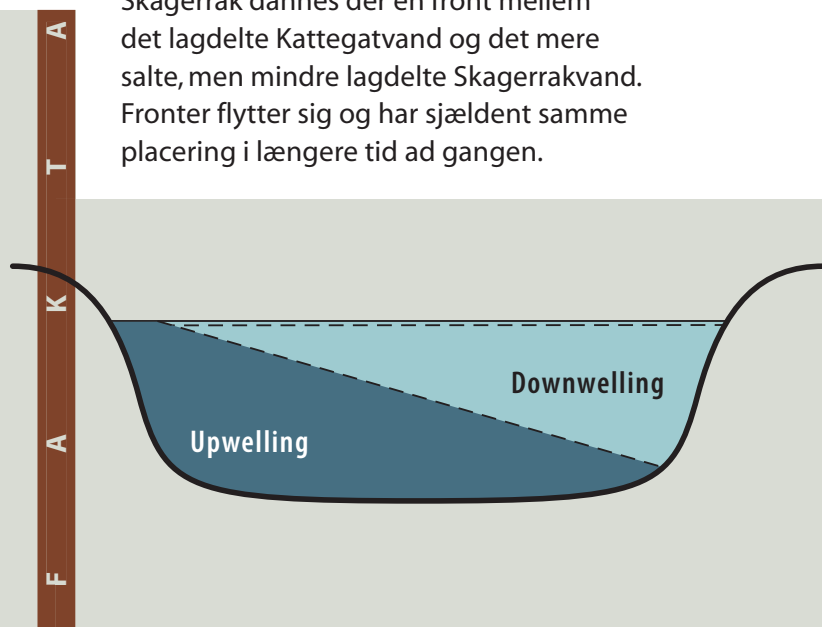 Skagerrak dannes der en front mellem
det lagdelte Kattegatvand og det mere
salte, men mindre lagdelte Skagerrakvand.
Fronter flytter sig og har sjældent samme
placering i længere tid ad gangen.
FAKTA
Downwelling
Upwelling